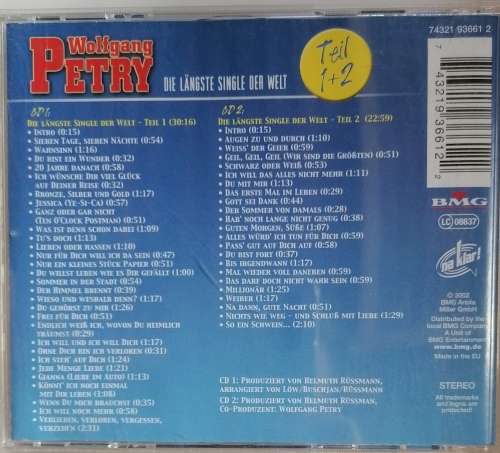 Wolfgang
PETRY
DIE LÄNGSTE SINGLE DER WELT
Teil
1+2
74321 93661 2
CD 1:
DIE LÄNGSTE SINGLE DER WELT - TEIL 1 (30:16)
• INTRO (0:15)
• SIEBEN TAGE, SIEBEN NÄCHTE (0:54)
• WAHNSINN (1:16)
• DU BIST EIN WUNDER (0:32)
• 20 JAHRE DANACH (0:58)
• ICH WÜNSCHE DIR VIEL GLÜCK
AUF DEINER REISE (0:32)
• BRONZE, SILBER UND GOLD (1:17)
• JESSICA (YE-SI-CA) (0:57)
• GANZ ODER GAR NICHT
(TEN O'CLOCK POSTMAN) (0:51)
• WAS IST DENN SCHON DABEI (1:09)
• TU'S DOCH (1:13)
• LIEBEN ODER HASSEN (1:10)
• NUR FÜR DICH WILL ICH DA SEIN (0:47)
• NUR EIN KLEINES STÜCK PAPIER (0:51)
• DU WILLST LEBEN WIE ES DIR GEFÄLLT (1:00)
• SOMMER IN DER STADT (0:54)
• DER HIMMEL BRENNT (0:39)
• WIESO UND WESHALB DENN? (1:17)
• DU GEHÖRST ZU MIR (1:26)
• FREI FÜR DICH (0:51)
• ENDLICH WEISS ICH, WOVON DU HEIMLICH
TRÄUMST (0:29)
• ICH WILL UND ICH WILL DICH (1:17)
• OHNE DICH BIN ICH VERLOREN (0:31)
• ICH STEH' AUF DICH (1:24)
• JEDE MENGE LIEBE (1:21)
• GIANNA (LIEBE IM AUTO) (1:13)
• KÖNNT' ICH NOCH EINMAL
MIT DIR LEBEN (1:08)
• WENN DU MICH BRAUCHST (0:58)
• ICH WILL NOCH MEHR (0:58)
• VERLIEBEN, VERLOREN, VERGESSEN,
VERZEIH'N (2:31)
CD 2:
DIE LÄNGSTE SINGLE DER WELT - TEIL 2 (22:59)
• INTRO (0:15)
• AUGEN ZU UND DURCH (1:10)
• WEISS' DER GEIER (0:59)
• GEIL, GEIL, GEIL (WIR SIND DIE GRÖSSTEN) (0:51)
• SCHWARZ ODER WEISS (0:53)
• ICH WILL DAS ALLES NICHT MEHR (1:11)
• DU MIT MIR (1:13)
• DAS ERSTE MAL IM LEBEN (0:29)
• GOTT SEI DANK (0:44)
• DER SOMMER VON DAMALS (0:28)
• HAB' NOCH LANGE NICHT GENUG (0:38)
• GUTEN MORGEN, SÜSSE (1:07)
• ALLES WÜRD' ICH TUN FÜR DICH (0:59)
• PASS' GUT AUF DICH AUF (0:52)
• DU BIST FORT (0:37)
• BIS IRGENDWANN (1:17)
• MAL WIEDER VOLL DANEBEN (0:59)
• DAS DARF DOCH NICHT WAHR SEIN (0:59)
• MILLIONÄR (1:25)
• WEIBER (1:17)
• NA DANN, GUTE NACHT (0:51)
• NICHTS WIE WEG - UND SCHLUSS MIT LIEBE (1:29)
• SO EIN SCHWEIN... (2:10)
CD 1: PRODUZIERT VON HELMUTH RÜSSMANN,
ARRANGIERT VON LÖW/BUSCHJAN/RÜSSMANN
CD 2: PRODUZIERT VON HELMUTH RÜSSMAN,
CO-PRODUZENT: WOLFGANG PETRY
7 43219 36612 2
BMG
LC 08637
na klar!
© 2002
BMG Ariola
Miller GmbH
Distributed by the
local BMG Company
A Unit of
BMG Entertainment
www.bmg.de
Made in the EU
STEREO
All trademarks
and logos are
protected!